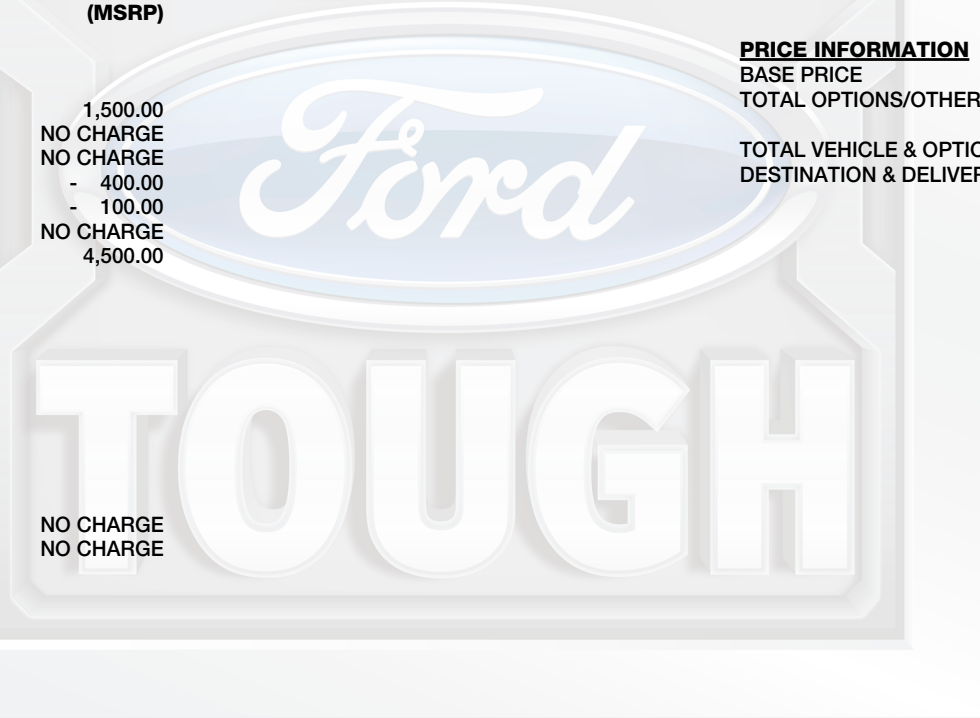 (MSRP)
1,500.00
NO CHARGE
NO CHARGE
- 400.00
- 100.00
NO CHARGE
4,500.00
NO CHARGE
NO CHARGE
PRICE INFORMATION
BASE PRICE
TOTAL OPTIONS/OTHER
TOTAL VEHICLE & OPTIO
DESTINATION & DELIVER
Ford
TOUGH